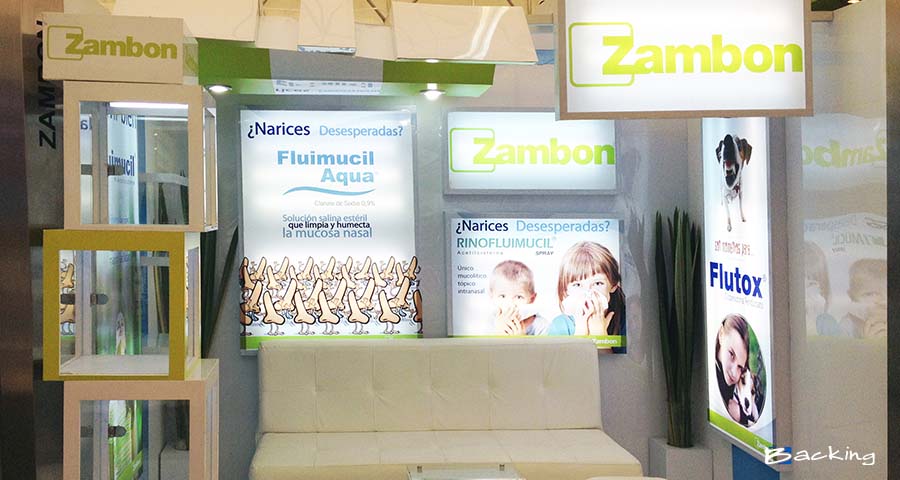 Zambon
ZAMBON
Zambon
¿Narices Desesperadas?
Fluimucil
Aqua
Cloruro de Sodio 0,9%
Solución salina estéril
que limpia y humecta
la mucosa nasal
Zambon
¿Narices Desesperadas?
RINOFLUIMUCIL®
Acetilcisteína SPRAY
Único
mucolítico
tópico
intranasal
Zambon
Flutox®
Backing